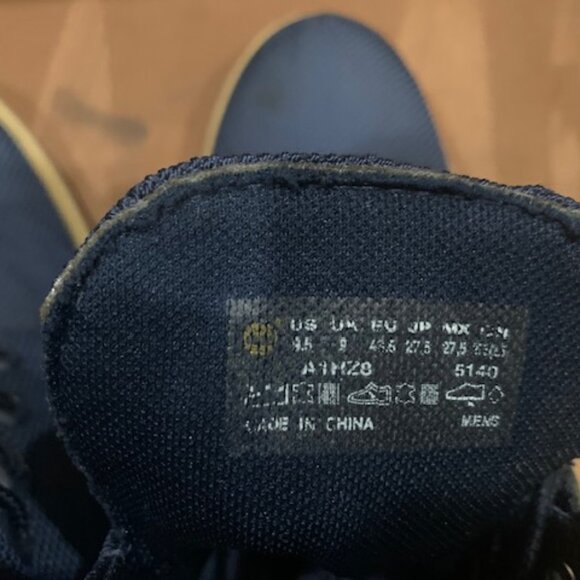 US UK EU JP MX CN
9.5 9 43.5 27.5 27.5
A1H28 5140
MADE IN CHINA MENS